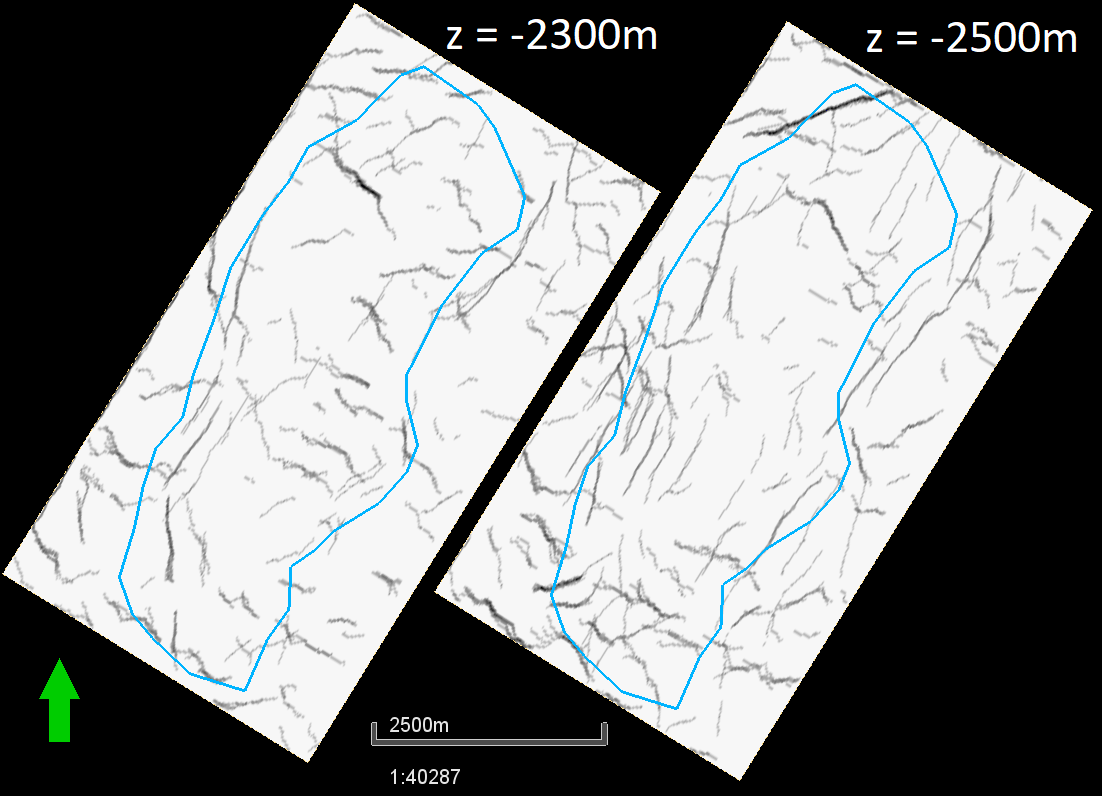 z = -2300m
z = -2500m
2500m
1:40287